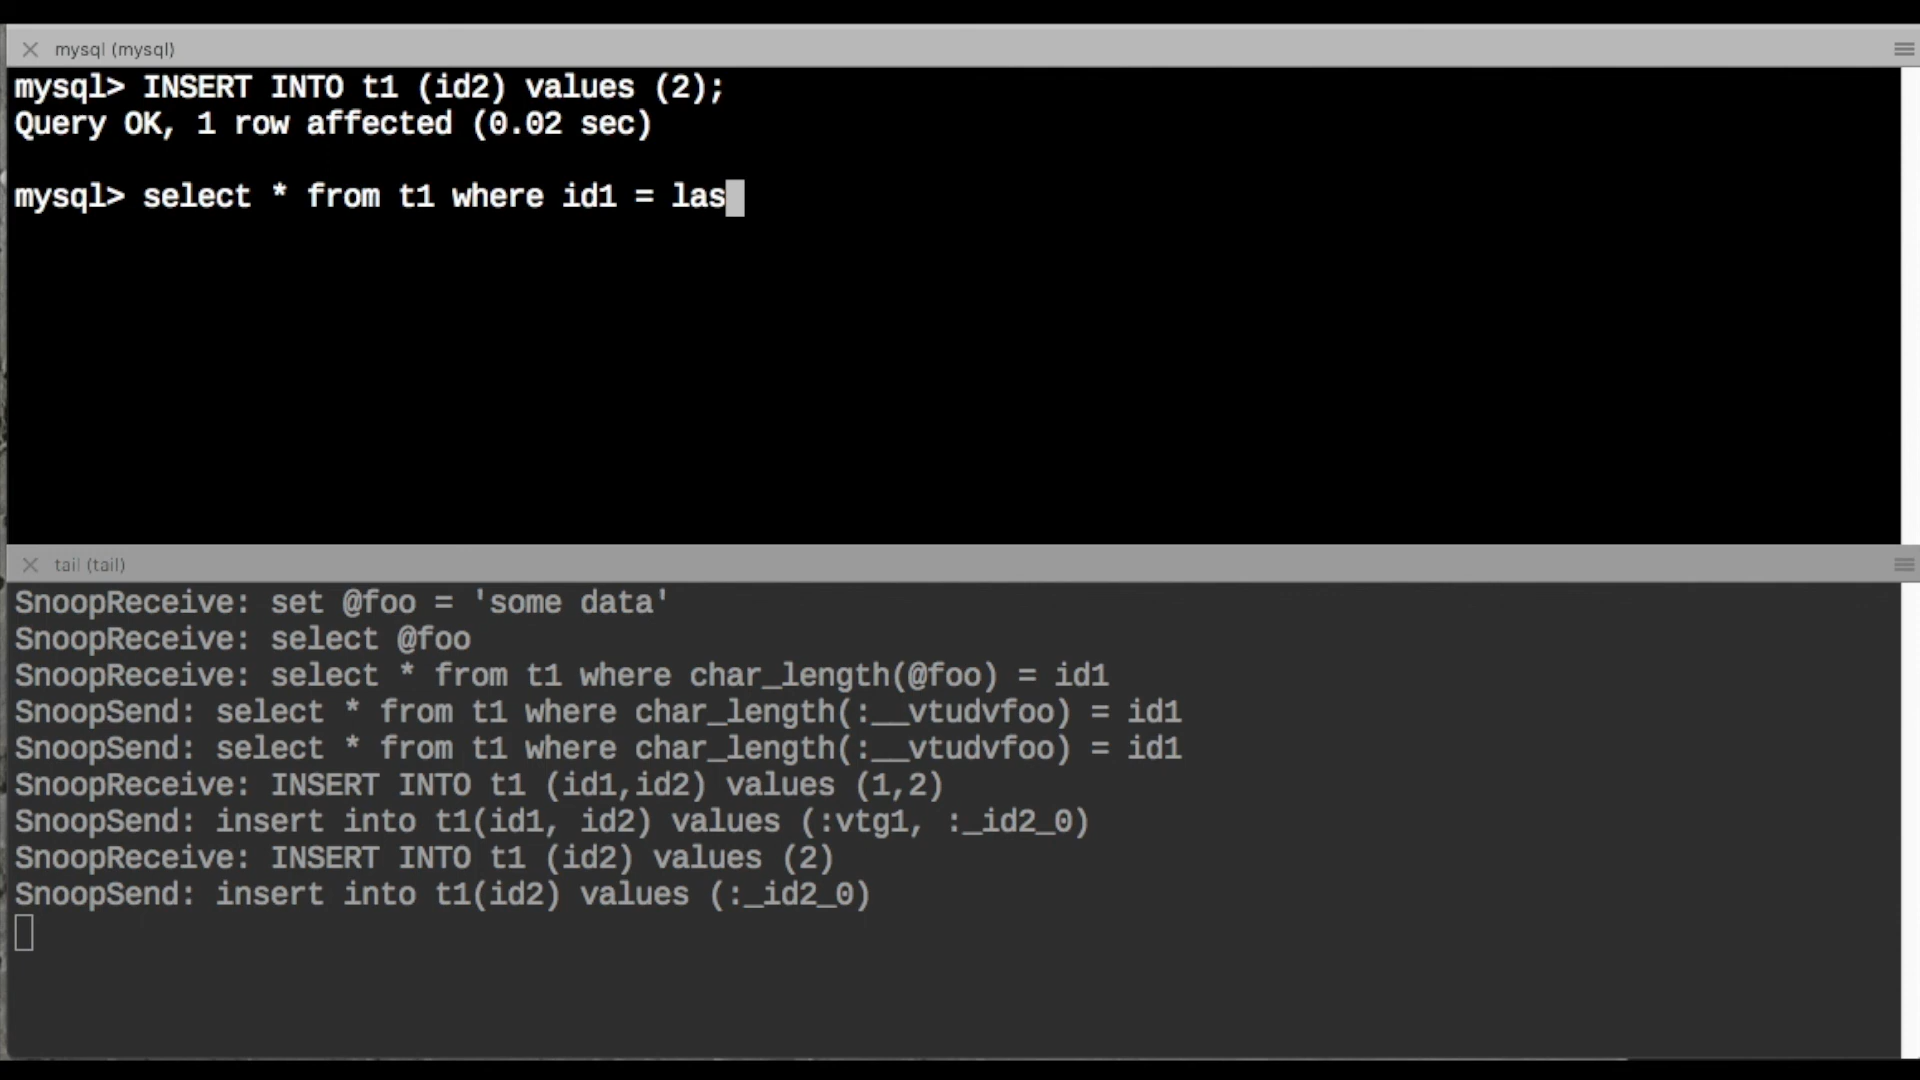 mysql (mysql)
mysql> INSERT INTO t1 (id2) values (2);
Query OK, 1 row affected (0.02 sec)
mysql> select * from t1 where id1 = las
tail (tail)
SnoopReceive: set @foo = 'some data'
SnoopReceive: select @foo
SnoopReceive: select * from t1 where char_length(@foo) = id1
SnoopSend: select * from t1 where char_length(:__vtudvfoo) = id1
SnoopSend: select * from t1 where char_length(:__vtudvfoo) = id1
SnoopReceive: INSERT INTO t1 (id1,id2) values (1,2)
SnoopSend: insert into t1(id1, id2) values (:vtg1, :_id2_0)
SnoopReceive: INSERT INTO t1 (id2) values (2)
SnoopSend: insert into t1(id2) values (:_id2_0)